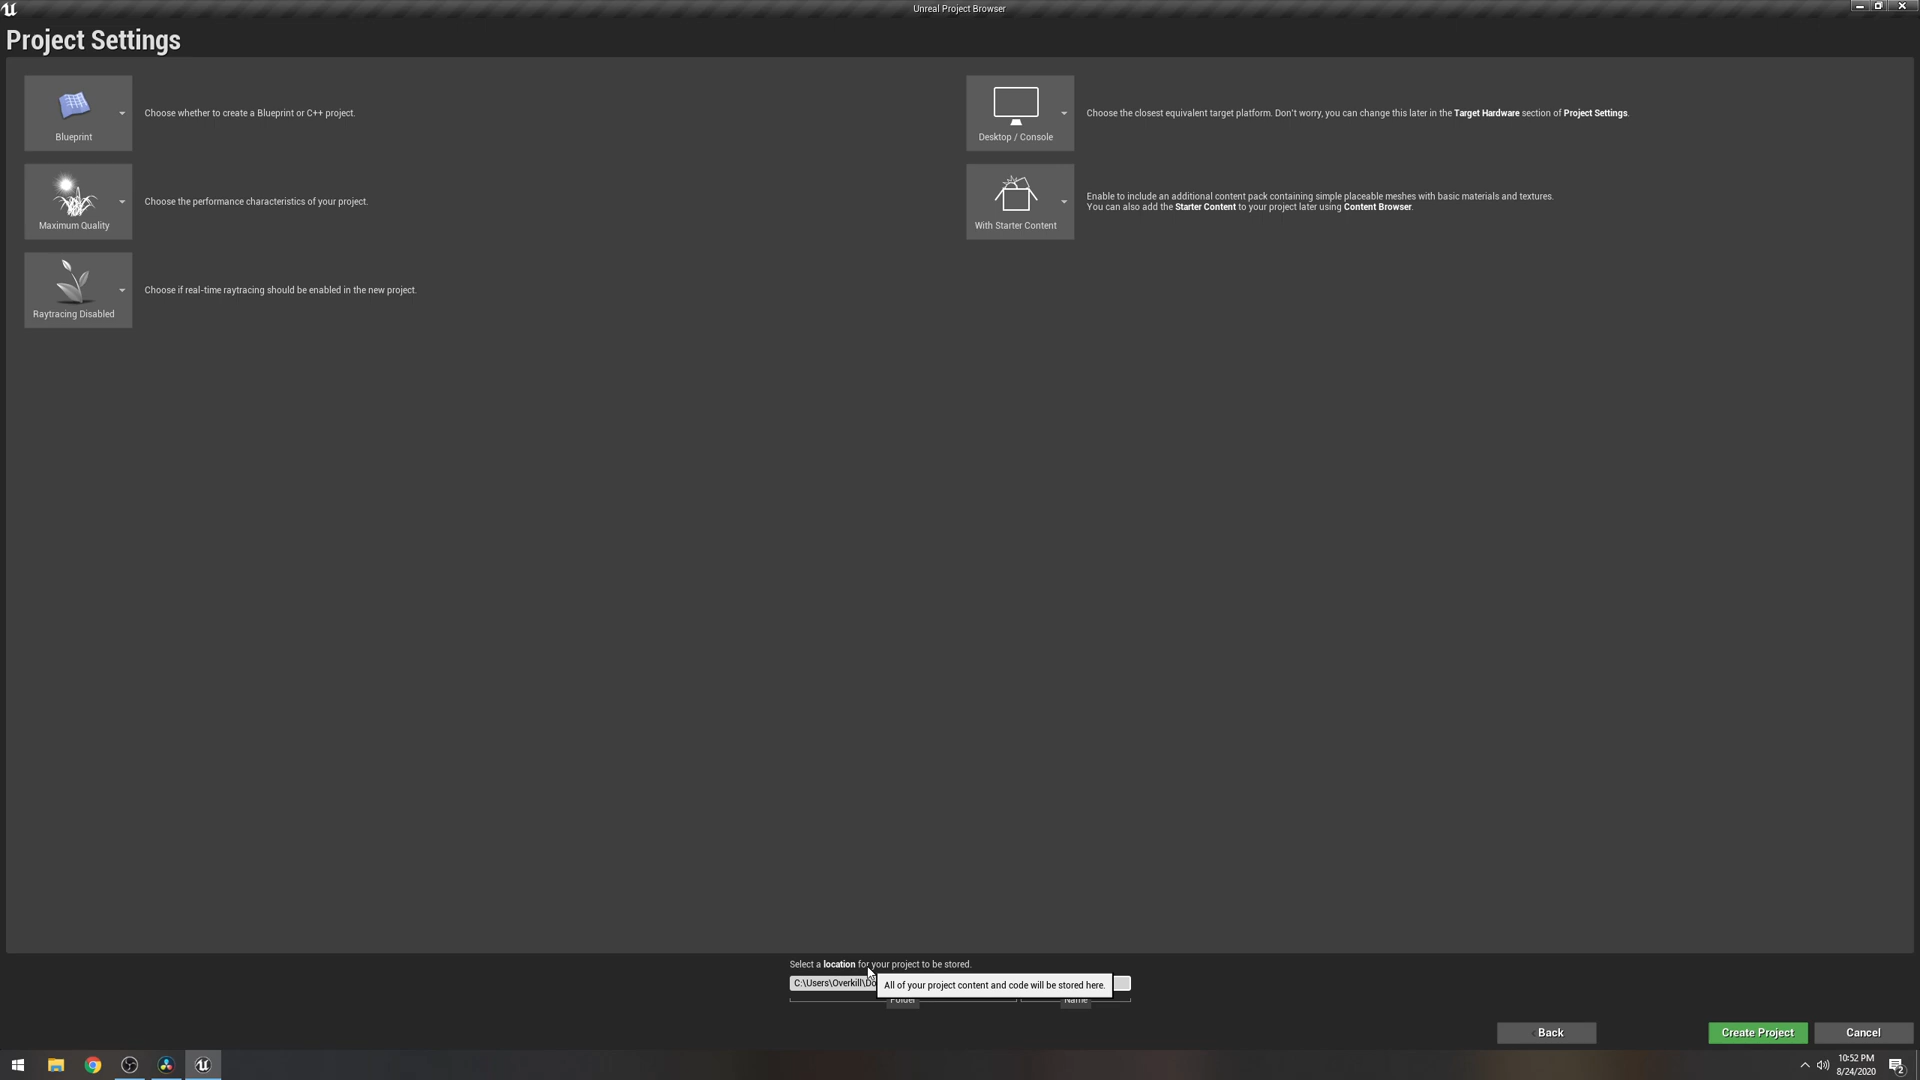 Unreal Project Browser
Project Settings
Blueprint
Choose whether to create a Blueprint or C++ project.
Desktop / Console
Choose the closest equivalent target platform. Don't worry, you can change this later in the Target Hardware section of Project Settings.
Maximum Quality
Choose the performance characteristics of your project.
With Starter Content
Enable to include an additional content pack containing simple placeable meshes with basic materials and textures.
You can also add the Starter Content to your project later using Content Browser.
Raytracing Disabled
Choose if real-time raytracing should be enabled in the new project.
Select a location for your project to be stored.
C:\Users\Overkill\Do
All of your project content and code will be stored here.
Folder
Name
Back
Create Project
Cancel
10:52 PM
8/24/2020
2